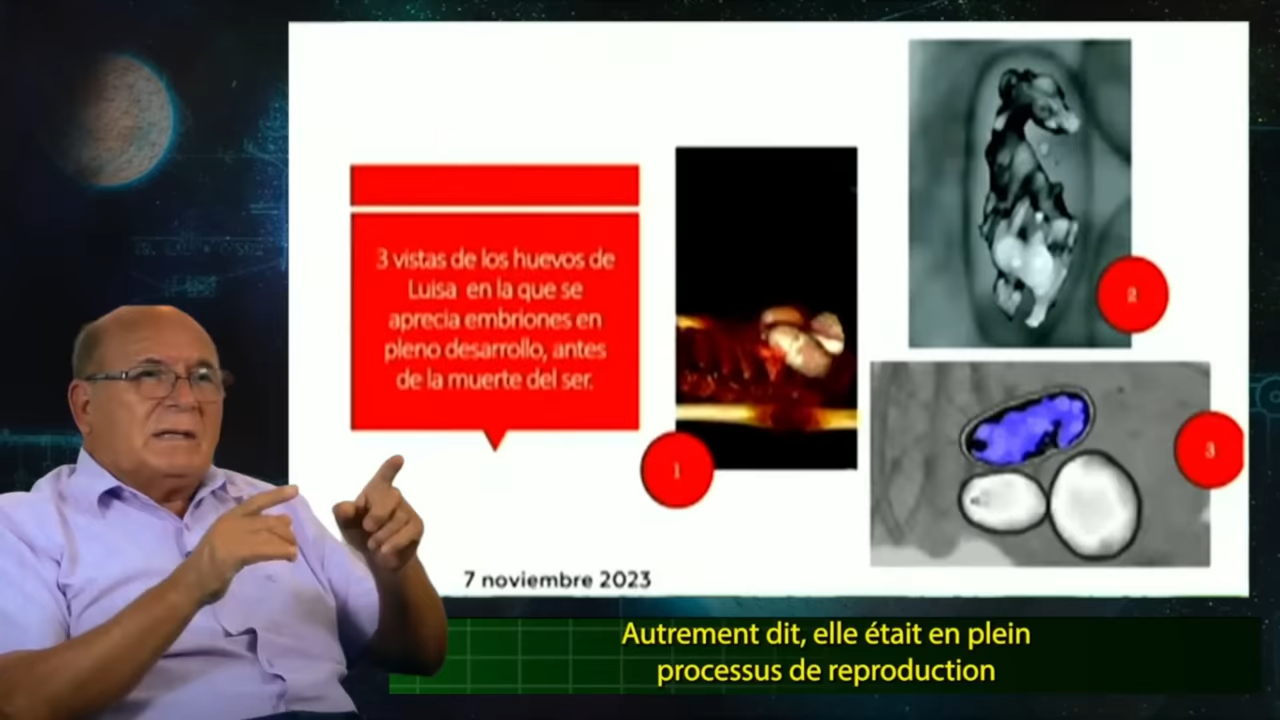 3 vistas de los huevos de
Luisa en la que se
aprecia embriones en
pleno desarrollo, antes
de la muerte del ser.
1
2
3
7 noviembre 2023
Autrement dit, elle était en plein
processus de reproduction